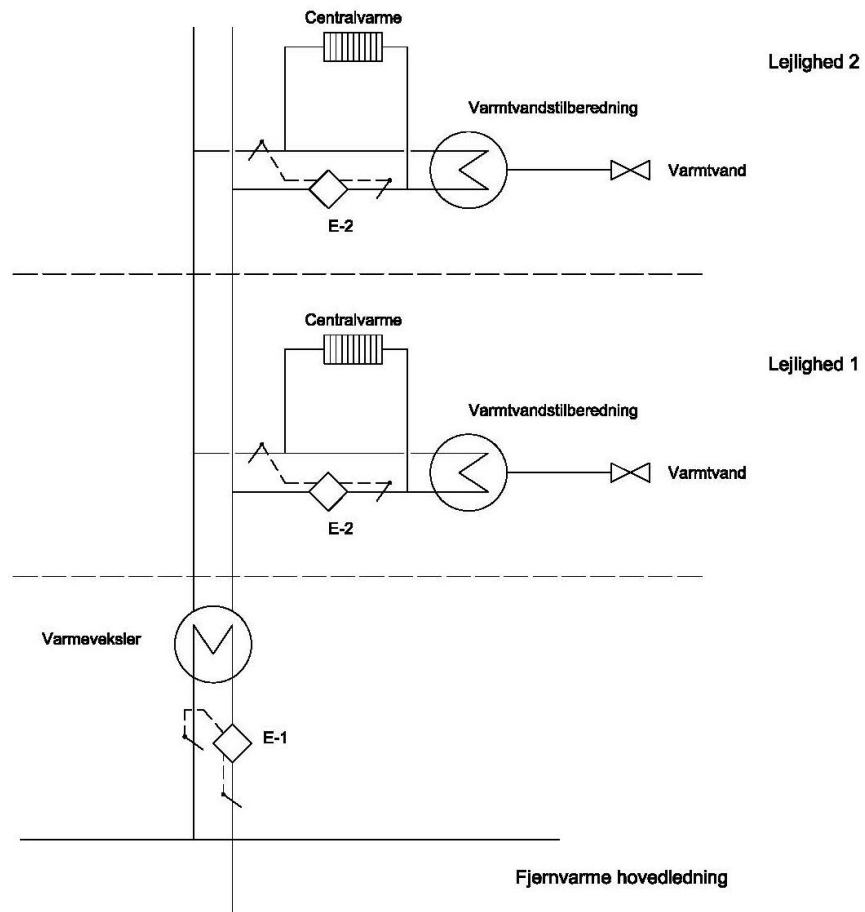 Centralvarme
Lejlighed 2
Varmtvandstilberedning
Varmtvand
E-2
Centralvarme
Lejlighed 1
Varmtvandstilberedning
Varmtvand
E-2
Varmeveksler
E-1
Fjernvarme hovedledning